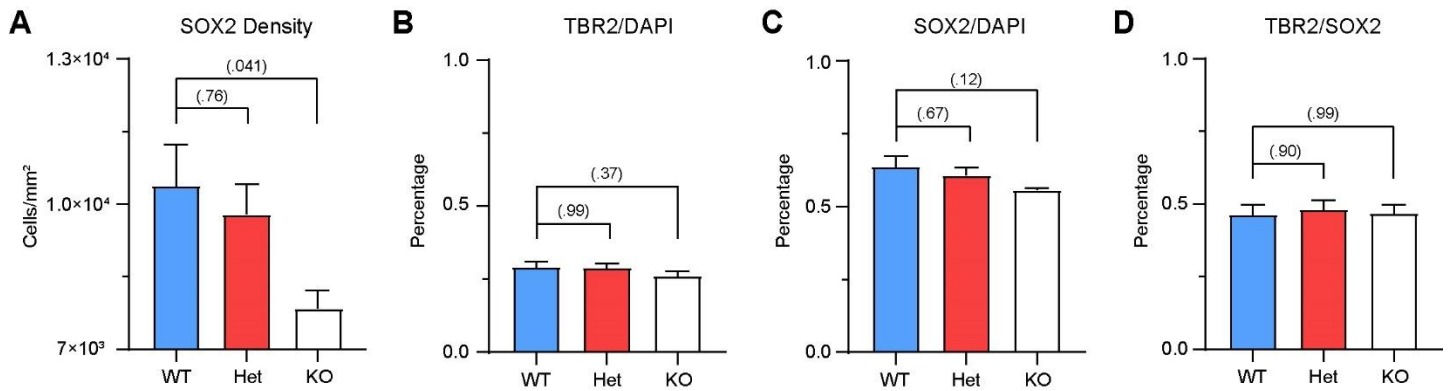 A
SOX2 Density
1.3×10⁴
1.0×10⁴
7×10³
Cells/mm²
(.041)
(.76)
WT
Het
KO
B
TBR2/DAPI
1.0
0.5
0.0
Percentage
(.37)
(.99)
WT
Het
KO
C
SOX2/DAPI
1.0
0.5
0.0
Percentage
(.12)
(.67)
WT
Het
KO
D
TBR2/SOX2
1.0
0.5
0.0
Percentage
(.99)
(.90)
WT
Het
KO